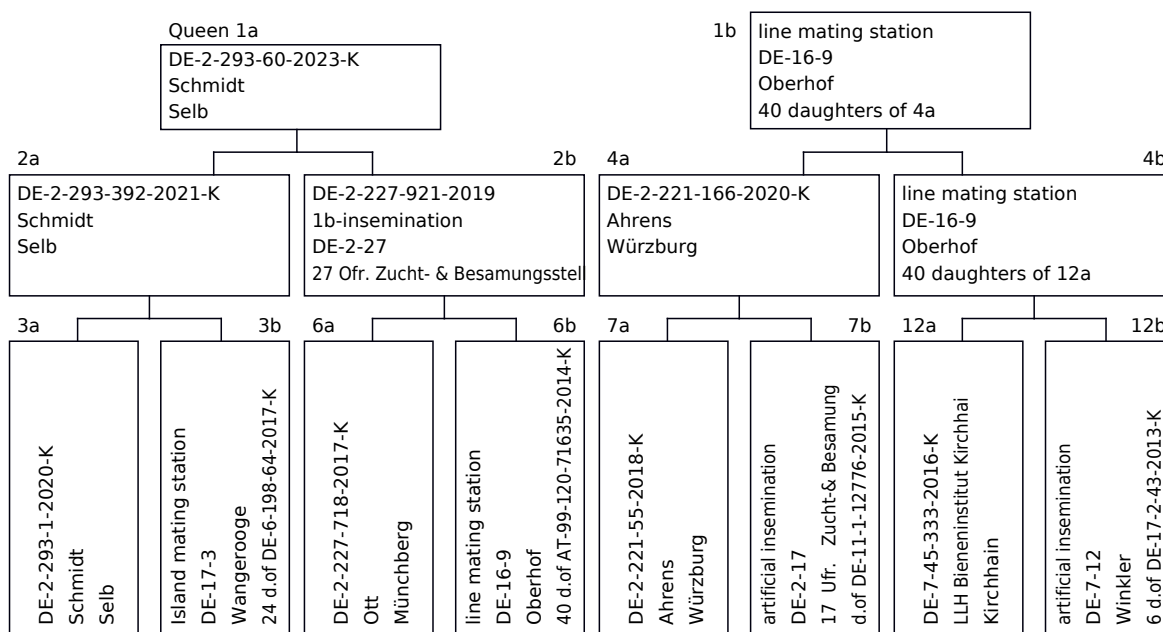 Queen 1a
DE-2-293-60-2023-K
Schmidt
Selb
1b
line mating station
DE-16-9
Oberhof
40 daughters of 4a
2a
DE-2-293-392-2021-K
Schmidt
Selb
2b
DE-2-227-921-2019
1b-insemination
DE-2-27
27 Ofr. Zucht- & Besamungsstell
4a
DE-2-221-166-2020-K
Ahrens
Würzburg
4b
line mating station
DE-16-9
Oberhof
40 daughters of 12a
3a
DE-2-293-1-2020-K
Schmidt
Selb
3b
Island mating station
DE-17-3
Wangerooge
24 d.of DE-6-198-64-2017-K
6a
DE-2-227-718-2017-K
Ott
Münchberg
6b
line mating station
DE-16-9
Oberhof
40 d.of AT-99-120-71635-2014-K
7a
DE-2-221-55-2018-K
Ahrens
Würzburg
7b
artificial insemination
DE-2-17
17 Ufr. Zucht-& Besamung
d.of DE-11-1-12776-2015-K
12a
DE-7-45-333-2016-K
LLH Bieneninstitut Kirchhai
Kirchhain
12b
artificial insemination
DE-7-12
Winkler
6 d.of DE-17-2-43-2013-K